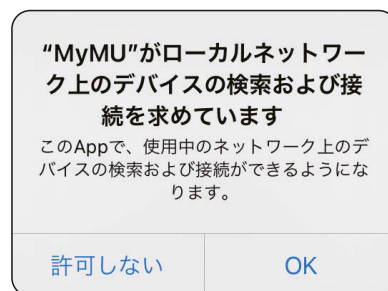 “MyMU”がローカルネットワー
ク上のデバイスの検索および接
続を求めています
このAppで、使用中のネットワーク上のデ
バイスの検索および接続ができるようにな
ります。
許可しない
OK